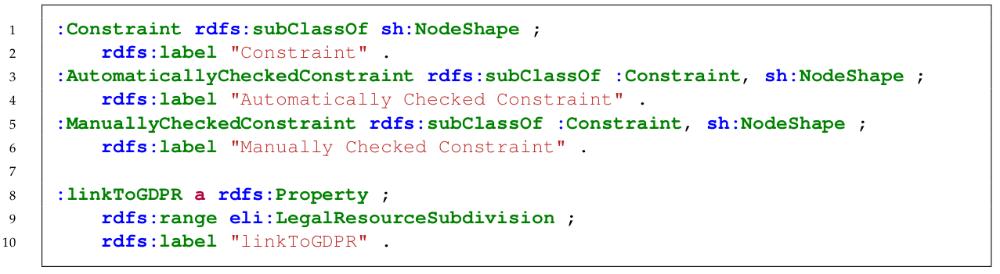 1 :Constraint rdfs:subClassOf sh:NodeShape ;
2 rdfs:label "Constraint" .
3 :AutomaticallyCheckedConstraint rdfs:subClassOf :Constraint, sh:NodeShape ;
4 rdfs:label "Automatically Checked Constraint" .
5 :ManuallyCheckedConstraint rdfs:subClassOf :Constraint, sh:NodeShape ;
6 rdfs:label "Manually Checked Constraint" .
7
8 :linkToGDPR a rdfs:Property ;
9 rdfs:range eli:LegalResourceSubdivision ;
10 rdfs:label "linkToGDPR" .